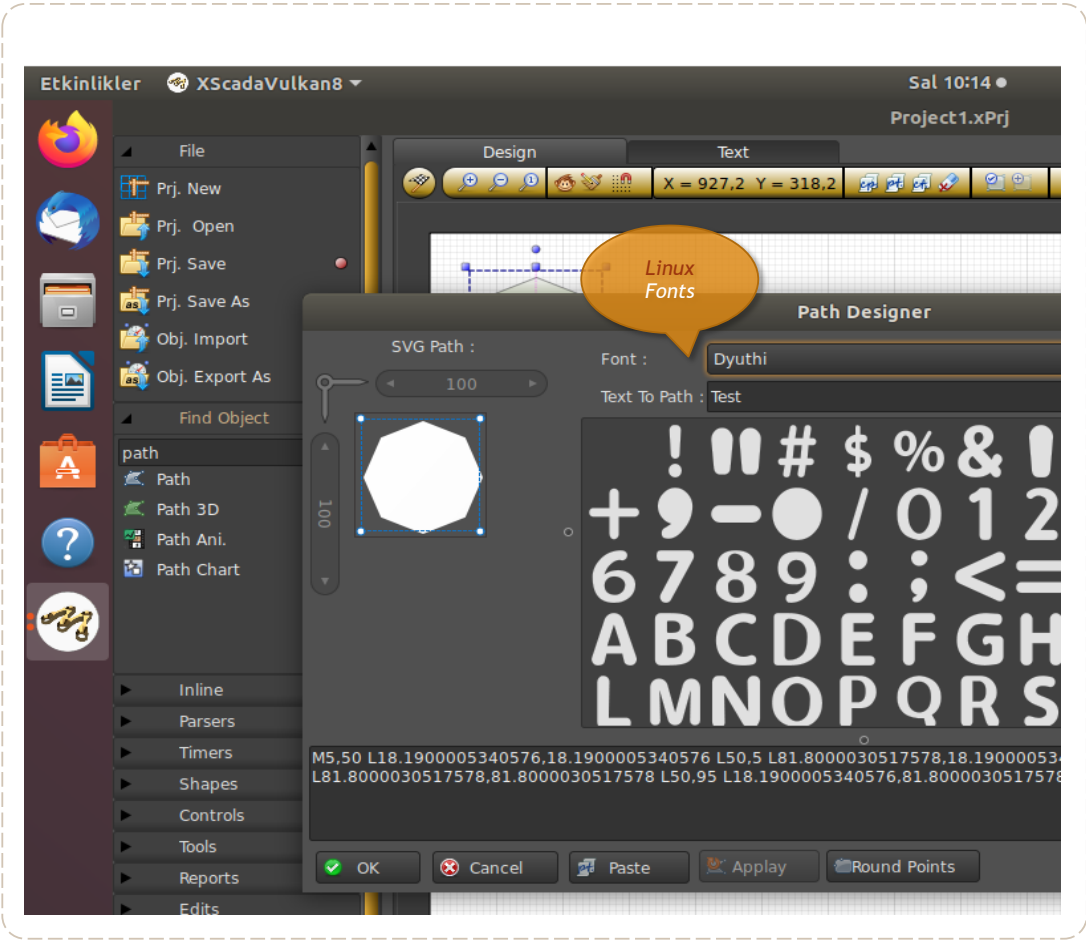 Etkinlikler XScadaVulkan8 Sal 10:14
Project1.xPrj
File
Prj. New
Prj. Open
Prj. Save
Prj. Save As
Obj. Import
Obj. Export As
Find Object
path
Path
Path 3D
Path Ani.
Path Chart
Inline
Parsers
Timers
Shapes
Controls
Tools
Reports
Edits
Design Text
X = 927,2 Y = 318,2
Linux
Fonts
Path Designer
SVG Path :
100
100
Font : Dyuthi
Text To Path : Test
! " # $ % & '
+ , - . / 0 1 2
6 7 8 9 : ; < =
A B C D E F G H
L M N O P Q R S
M5,50 L18.1900005340576,18.1900005340576 L50,5 L81.8000030517578,18.19000053
L81.8000030517578,81.8000030517578 L50,95 L18.1900005340576,81.8000030517578
OK Cancel Paste Applay Round Points